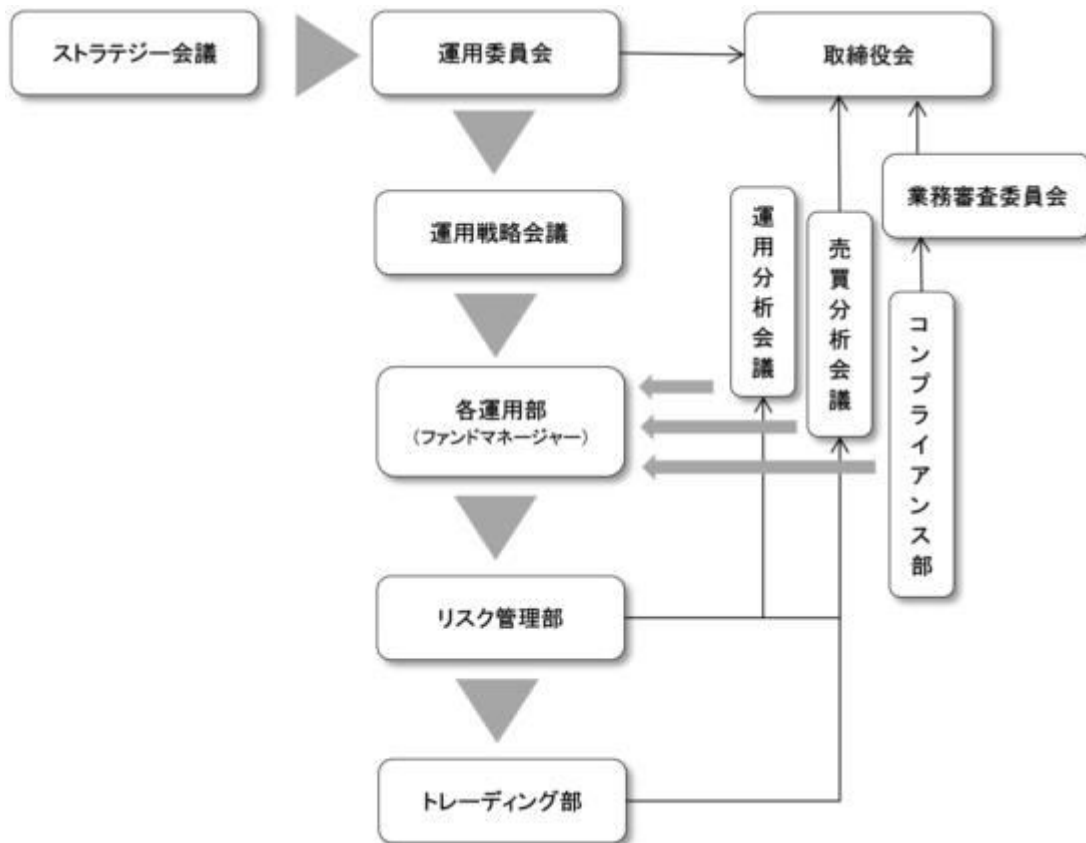 ストラテジー会議
運用委員会
取締役会
業務審査委員会
運用戦略会議
運用分析会議
売買分析会議
コンプライアンス部
各運用部
(ファンドマネージャー)
リスク管理部
トレーディング部